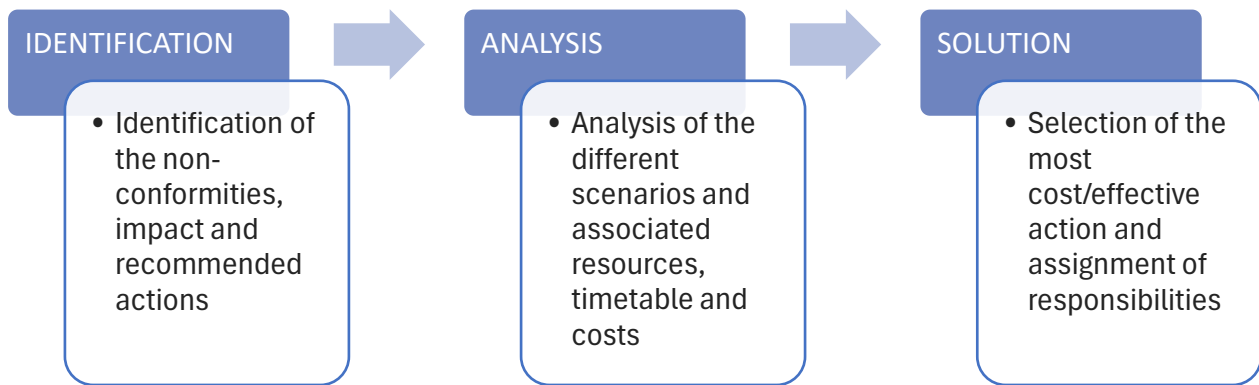 IDENTIFICATION
• Identification of
the non-
conformities,
impact and
recommended
actions
ANALYSIS
• Analysis of the
different
scenarios and
associated
resources,
timetable and
costs
SOLUTION
• Selection of the
most
cost/effective
action and
assignment of
responsibilities